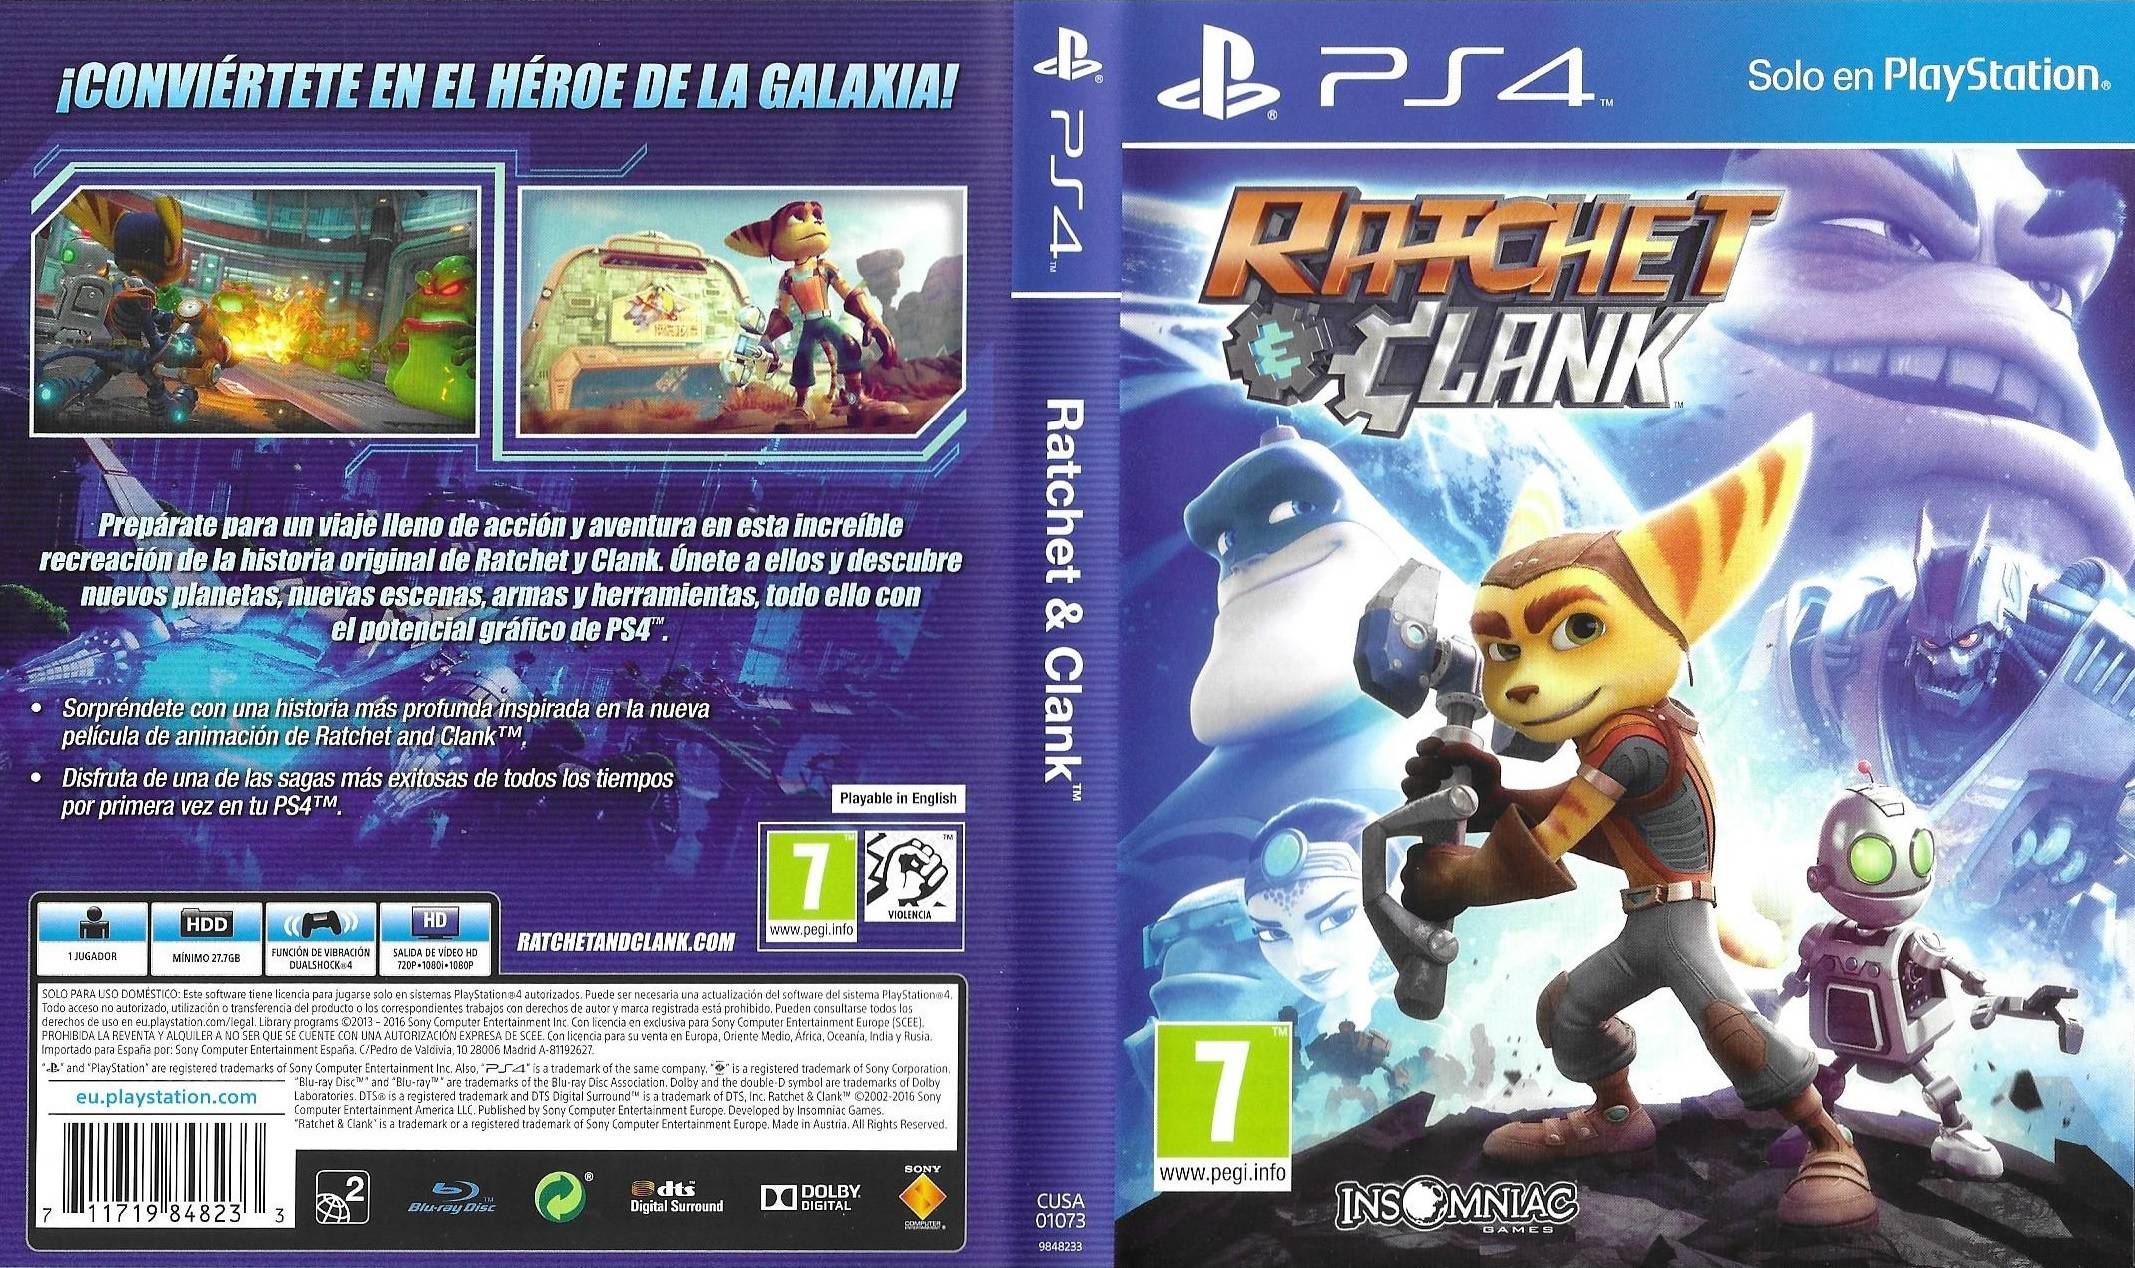 ¡CONVIÉRTETE EN EL HÉROE DE LA GALAXIA!
Prepárate para un viaje lleno de acción y aventura en esta increíble
recreación de la historia original de Ratchet y Clank. Únete a ellos y descubre
nuevos planetas, nuevas escenas, armas y herramientas, todo ello con
el potencial gráfico de PS4™.
• Sorpréndete con una historia más profunda inspirada en la nueva
película de animación de Ratchet and Clank™.
• Disfruta de una de las sagas más exitosas de todos los tiempos
por primera vez en tu PS4™.
Playable in English
7™
www.pegi.info
™
VIOLENCIA
1 JUGADOR
HDD
MÍNIMO 27.7GB
FUNCIÓN DE VIBRACIÓN
DUALSHOCK®4
HD
SALIDA DE VÍDEO HD
720P•1080i•1080P
RATCHETANDCLANK.COM
SOLO PARA USO DOMÉSTICO: Este software tiene licencia para jugarse solo en sistemas PlayStation®4 autorizados. Puede ser necesaria una actualización del software del sistema PlayStation®4.
Todo acceso no autorizado, utilización o transferencia del producto o los correspondientes trabajos con derechos de autor y marca registrada está prohibido. Pueden consultarse todos los
derechos de uso en eu.playstation.com/legal. Library programs ©2013 - 2016 Sony Computer Entertainment Inc. Con licencia en exclusiva para Sony Computer Entertainment Europe (SCEE).
PROHIBIDA LA REVENTA Y ALQUILER A NO SER QUE SE CUENTE CON UNA AUTORIZACIÓN EXPRESA DE SCEE. Con licencia para su venta en Europa, Oriente Medio, África, Oceanía, India y Rusia.
Importado para España por: Sony Computer Entertainment España. C/Pedro de Valdivia, 10 28006 Madrid A-81192627.
" " and "PlayStation" are registered trademarks of Sony Computer Entertainment Inc. Also, "PS4" is a trademark of the same company. " " is a registered trademark of Sony Corporation.
"Blu-ray Disc™" and "Blu-ray™" are trademarks of the Blu-ray Disc Association. Dolby and the double-D symbol are trademarks of Dolby
Laboratories. DTS® is a registered trademark and DTS Digital Surround™ is a trademark of DTS, Inc. Ratchet & Clank™ ©2002-2016 Sony
Computer Entertainment America LLC. Published by Sony Computer Entertainment Europe. Developed by Insomniac Games.
"Ratchet & Clank" is a trademark or a registered trademark of Sony Computer Entertainment Europe. Made in Austria. All Rights Reserved.
eu.playstation.com
7 11719 84823 3
2
Blu-ray Disc™
®
dts™
Digital Surround
DOLBY
DIGITAL
SONY
COMPUTER
ENTERTAINMENT®
PS4™
Ratchet & Clank™
CUSA
01073
9848233
PS4™
Solo en PlayStation®
RATCHET
& CLANK™
7™
www.pegi.info
INSOMNIAC
GAMES